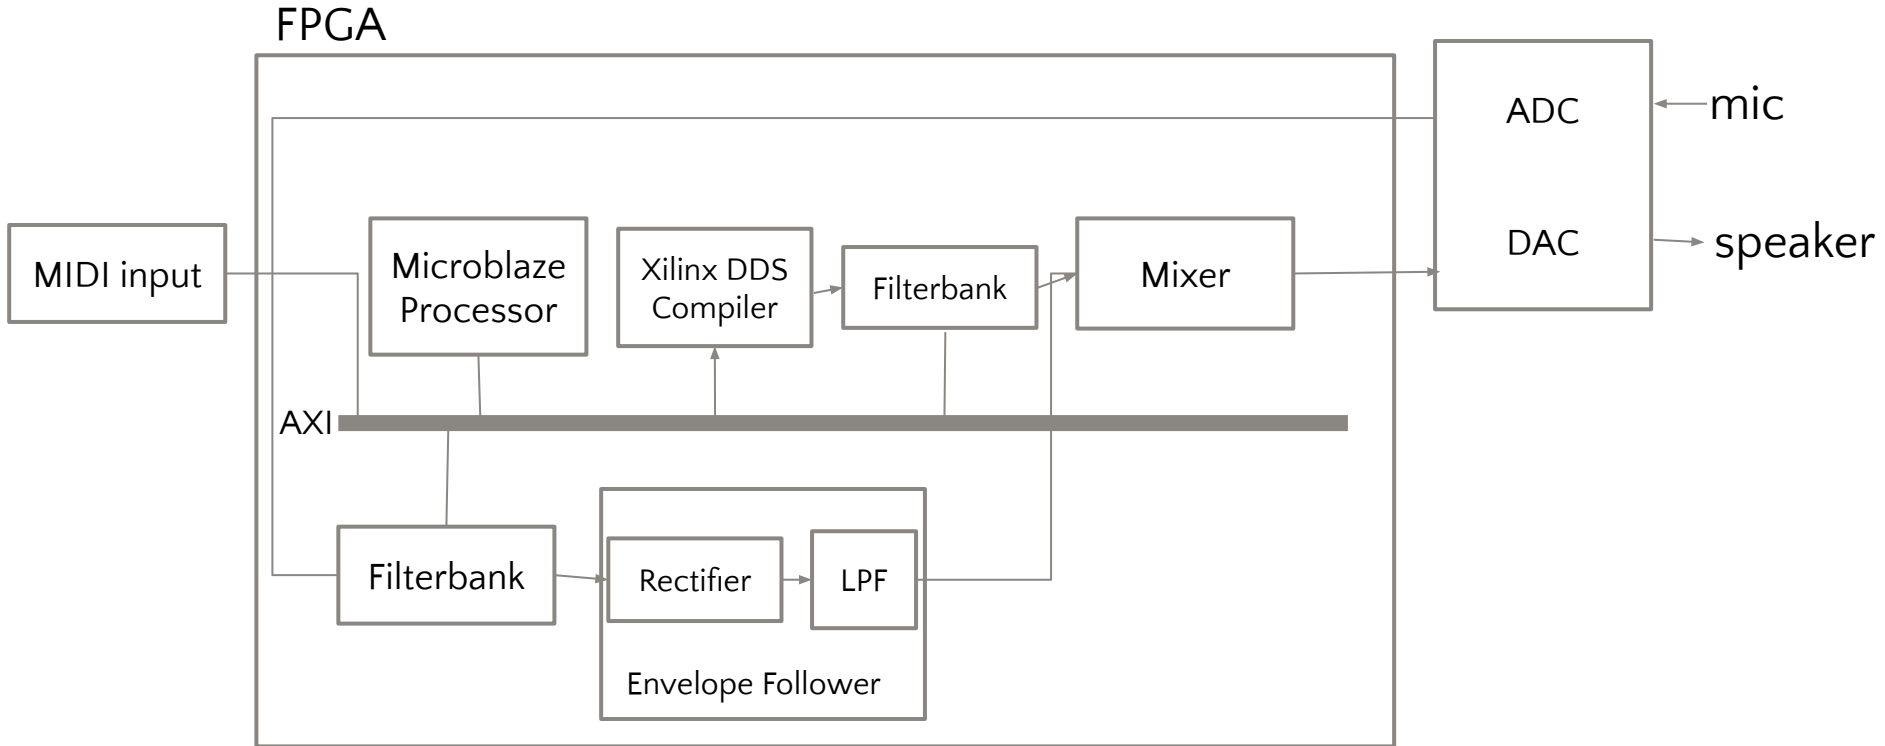 FPGA
ADC
mic
DAC
speaker
MIDI input
Microblaze
Processor
Xilinx DDS
Compiler
Filterbank
Mixer
AXI
Filterbank
Rectifier
LPF
Envelope Follower